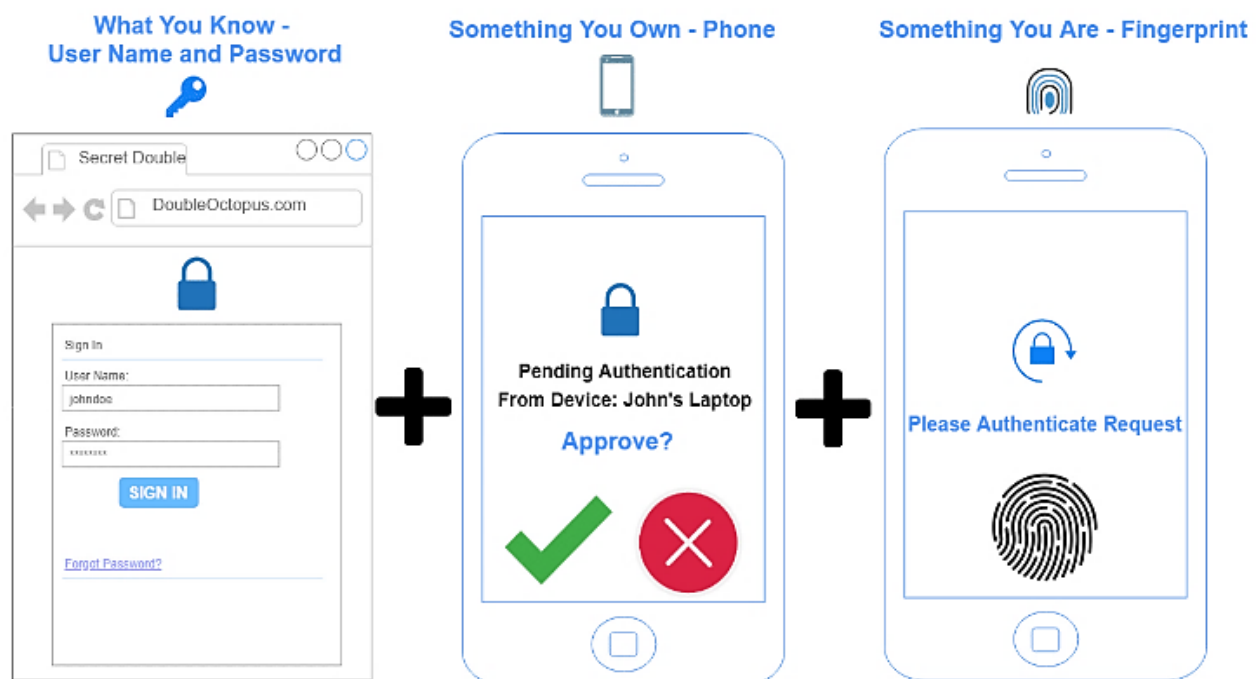 What You Know -
User Name and Password
Something You Own - Phone
Something You Are - Fingerprint
Secret Double
DoubleOctopus.com
Sign In
User Name:
johndoe
Password:
********
SIGN IN
Forgot Password?
Pending Authentication
From Device: John's Laptop
Approve?
Please Authenticate Request